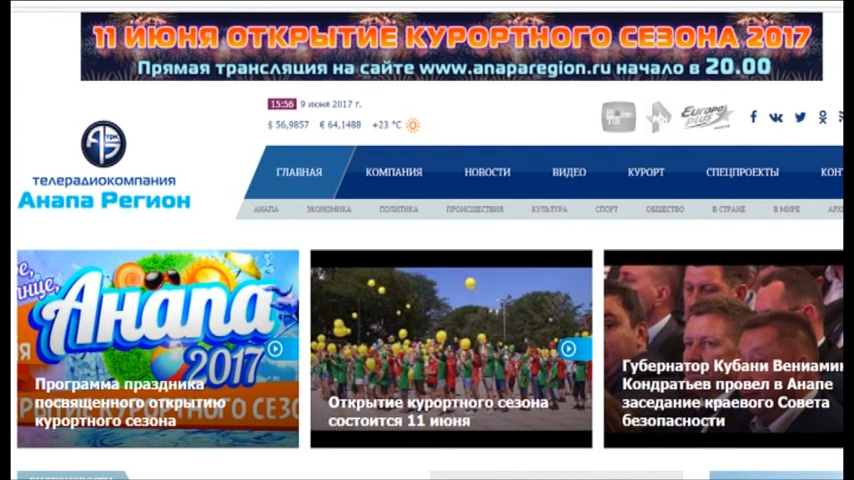 11 ИЮНЯ ОТКРЫТИЕ КУРОРТНОГО СЕЗОНА 2017
Прямая трансляция на сайте www.anaparegion.ru начало в 20.00
15:56 9 июня 2017 г.
$ 56,9857 € 64,1488 +23 °C
Европа plus
ТЕЛЕРАДИОКОМПАНИЯ
Анапа Регион
ГЛАВНАЯ КОМПАНИЯ НОВОСТИ ВИДЕО КУРОРТ СПЕЦПРОЕКТЫ
АНАПА ЭКОНОМИКА ПОЛИТИКА ПРОИСШЕСТВИЯ КУЛЬТУРА СПОРТ ОБЩЕСТВО В СТРАНЕ В МИРЕ
Анапа
2017
Программа праздника
посвященного открытию
курортного сезона
Открытие курортного сезона
состоится 11 июня
Губернатор Кубани Вениамин
Кондратьев провел в Анапе
заседание краевого Совета
безопасности